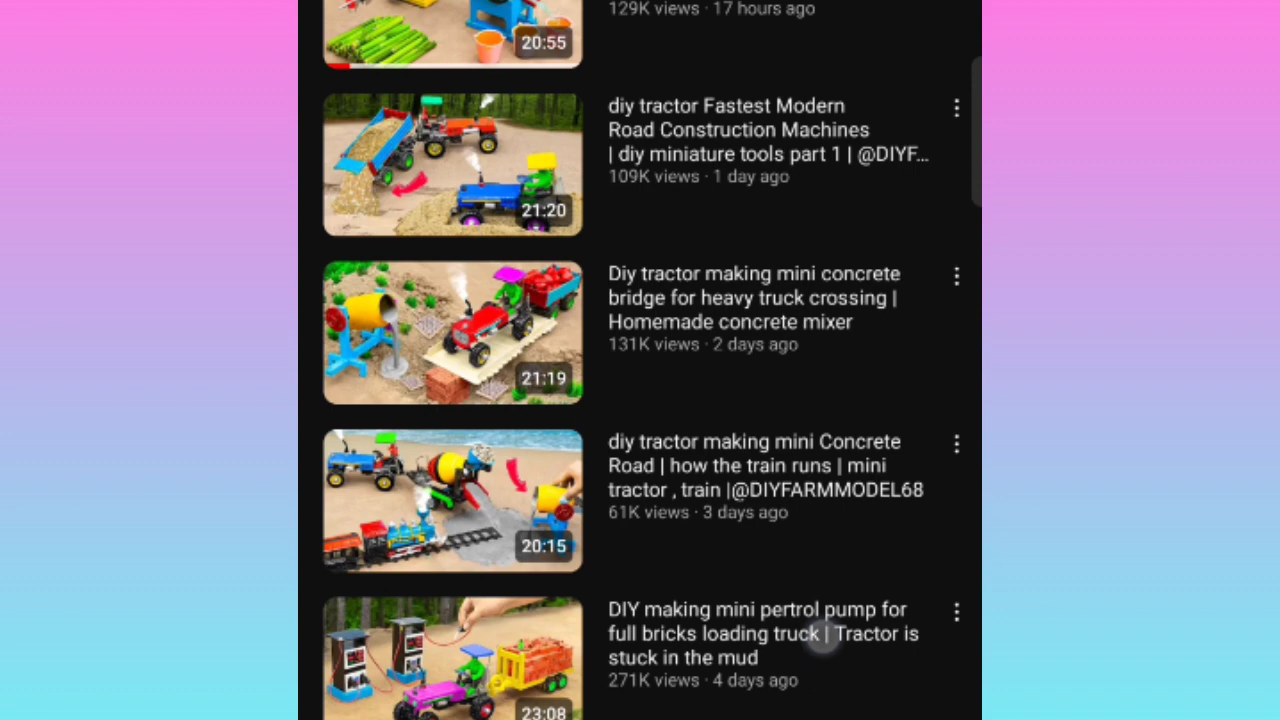 129K views · 17 hours ago
20:55
diy tractor Fastest Modern
Road Construction Machines
| diy miniature tools part 1 | @DIYF...
109K views · 1 day ago
21:20
Diy tractor making mini concrete
bridge for heavy truck crossing |
Homemade concrete mixer
131K views · 2 days ago
21:19
diy tractor making mini Concrete
Road | how the train runs | mini
tractor , train |@DIYFARMMODEL68
61K views · 3 days ago
20:15
DIY making mini pertrol pump for
full bricks loading truck | Tractor is
stuck in the mud
271K views · 4 days ago
23:08